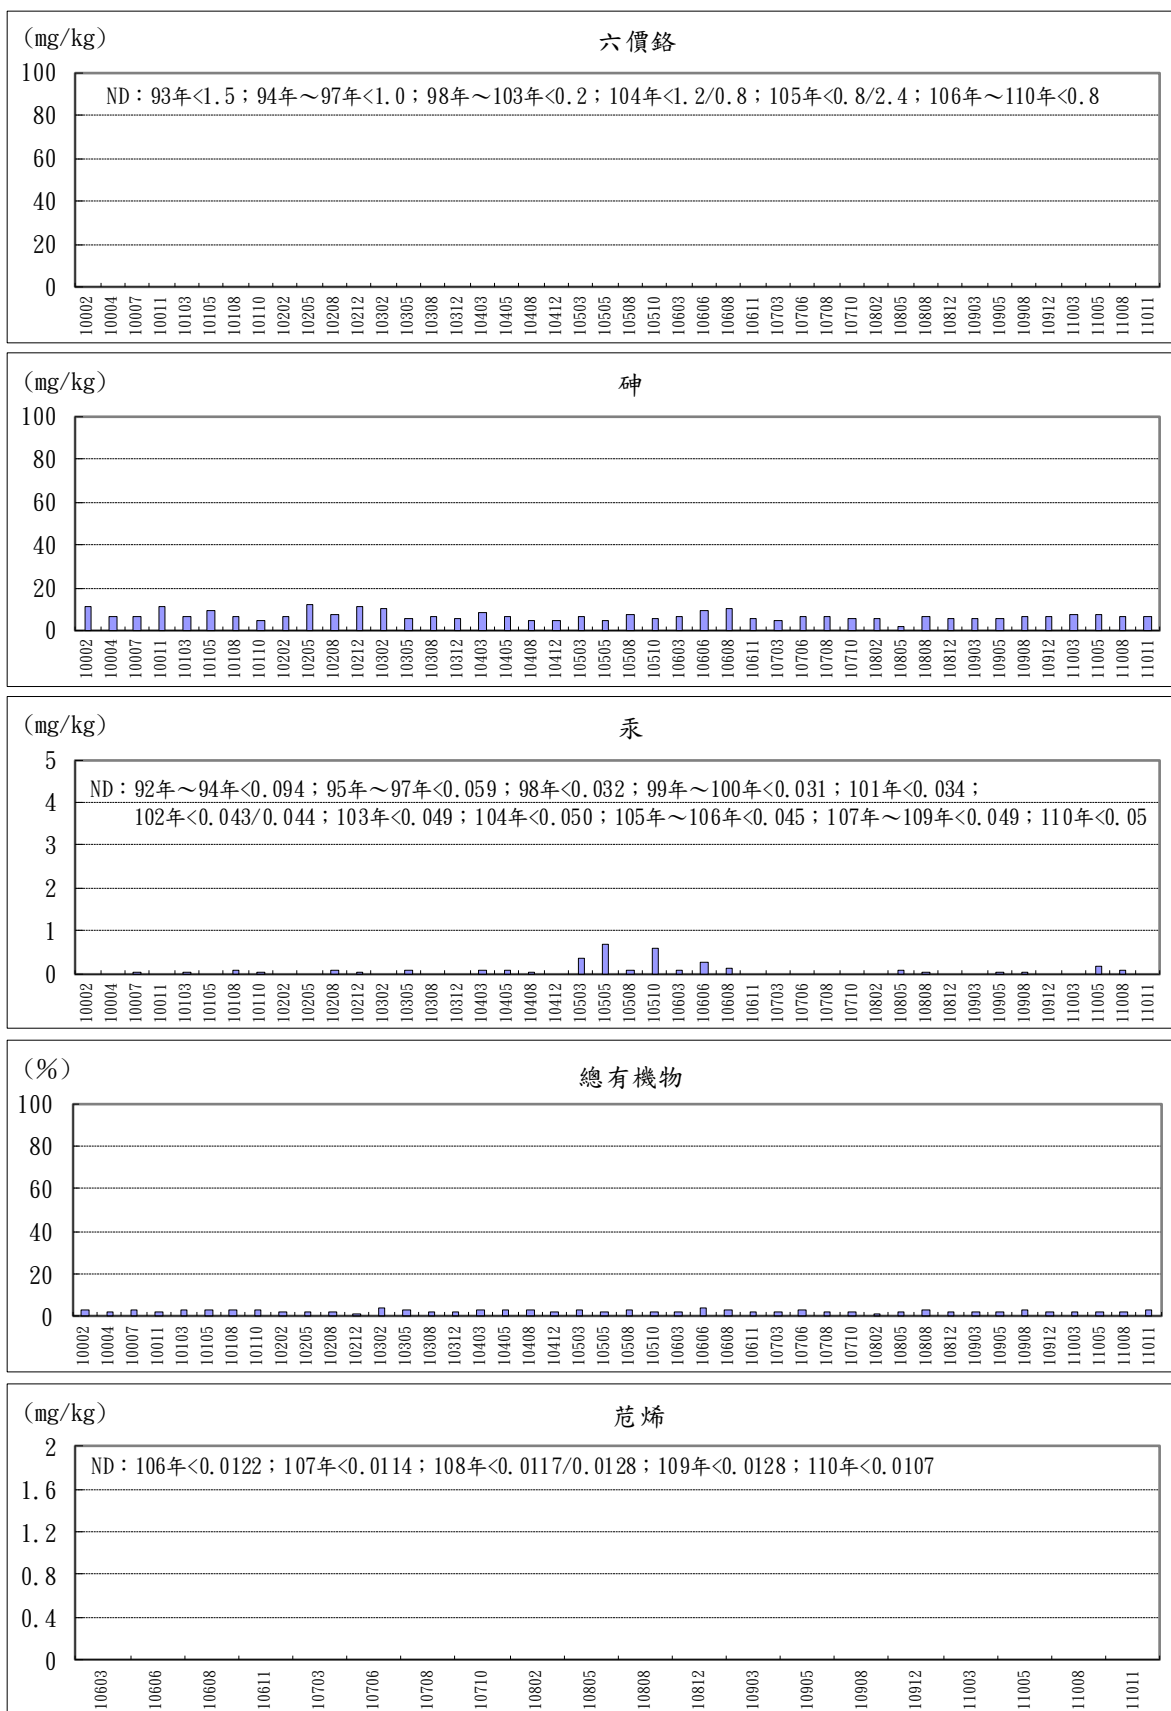 (mg/kg)
六價鉻
ND：93年<1.5；94年～97年<1.0；98年～103年<0.2；104年<1.2/0.8；105年<0.8/2.4；106年～110年<0.8
100
80
60
40
20
0
10002 10004 10007 10011 10103 10105 10108 10110 10202 10205 10208 10212 10302 10305 10308 10312 10403 10405 10408 10412 10503 10505 10508 10510 10603 10606 10608 10611 10703 10706 10708 10710 10802 10805 10808 10812 10903 10905 10908 10912 11003 11005 11008 11011
(mg/kg)
砷
100
80
60
40
20
0
10002 10004 10007 10011 10103 10105 10108 10110 10202 10205 10208 10212 10302 10305 10308 10312 10403 10405 10408 10412 10503 10505 10508 10510 10603 10606 10608 10611 10703 10706 10708 10710 10802 10805 10808 10812 10903 10905 10908 10912 11003 11005 11008 11011
(mg/kg)
汞
ND：92年～94年<0.094；95年～97年<0.059；98年<0.032；99年～100年<0.031；101年<0.034；
102年<0.043/0.044；103年<0.049；104年<0.050；105年～106年<0.045；107年～109年<0.049；110年<0.05
5
4
3
2
1
0
10002 10004 10007 10011 10103 10105 10108 10110 10202 10205 10208 10212 10302 10305 10308 10312 10403 10405 10408 10412 10503 10505 10508 10510 10603 10606 10608 10611 10703 10706 10708 10710 10802 10805 10808 10812 10903 10905 10908 10912 11003 11005 11008 11011
(%)
總有機物
100
80
60
40
20
0
10002 10004 10007 10011 10103 10105 10108 10110 10202 10205 10208 10212 10302 10305 10308 10312 10403 10405 10408 10412 10503 10505 10508 10510 10603 10606 10608 10611 10703 10706 10708 10710 10802 10805 10808 10812 10903 10905 10908 10912 11003 11005 11008 11011
(mg/kg)
苊烯
ND：106年<0.0122；107年<0.0114；108年<0.0117/0.0128；109年<0.0128；110年<0.0107
2
1.6
1.2
0.8
0.4
0
10603 10606 10608 10611 10703 10706 10708 10710 10802 10805 10808 10812 10903 10905 10908 10912 11003 11005 11008 11011